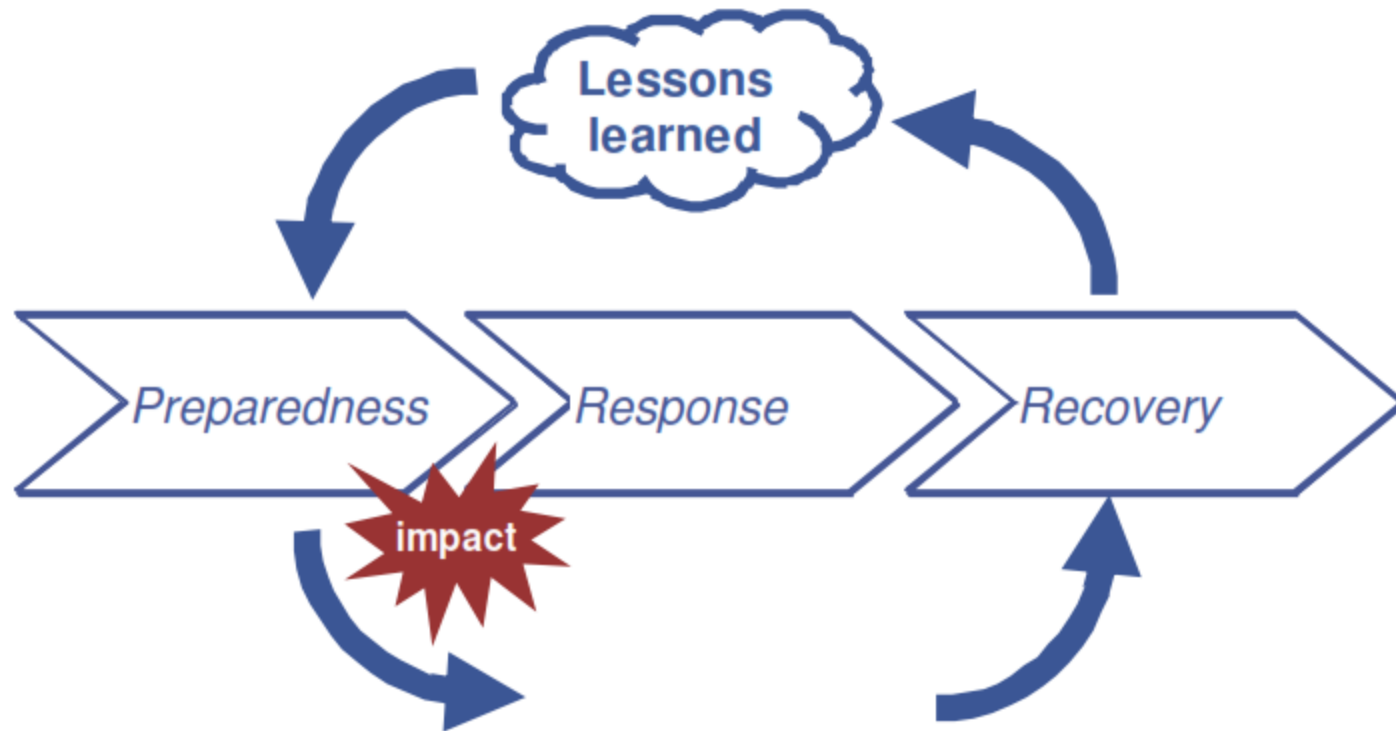 Lessons
learned
Preparedness
Response
Recovery
impact